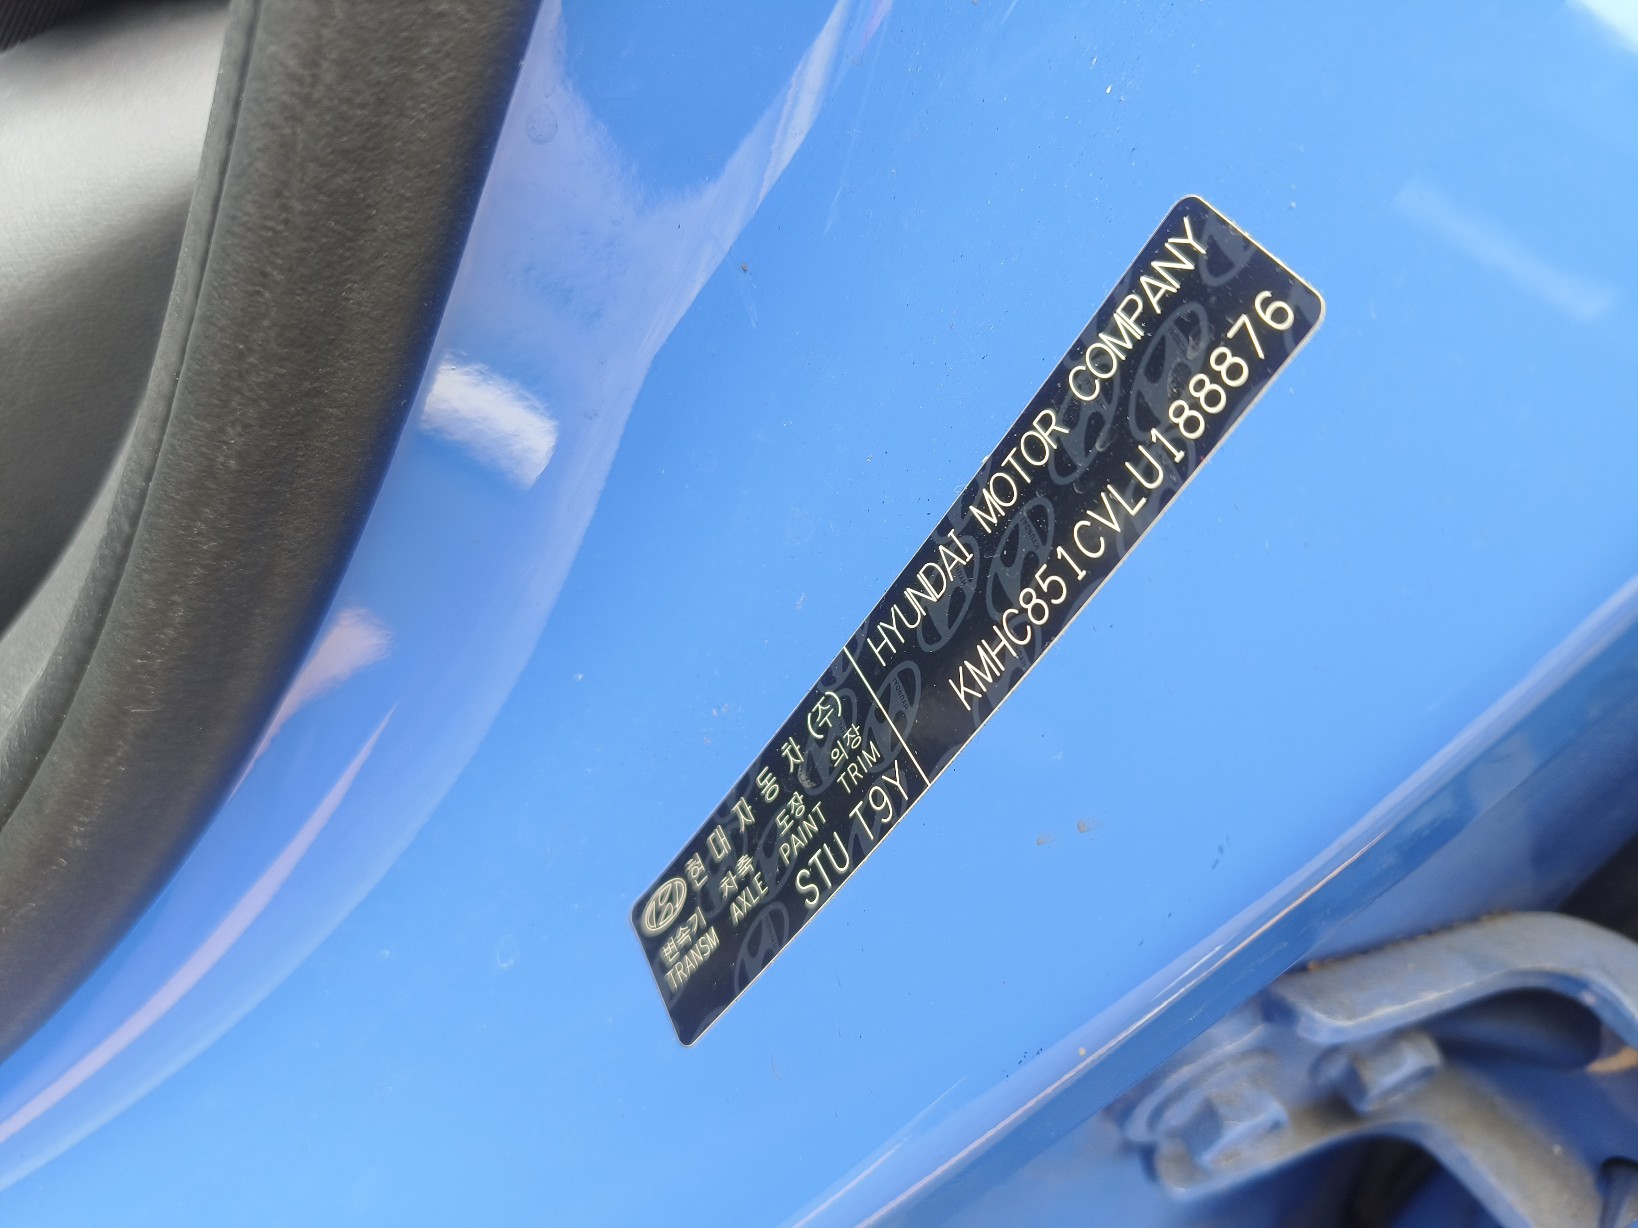 현대자동차(주)
변속기 차축 도장 의장
TRANSM AXLE PAINT TRIM
STU T9Y
HYUNDAI MOTOR COMPANY
KMHC851CVLU188876